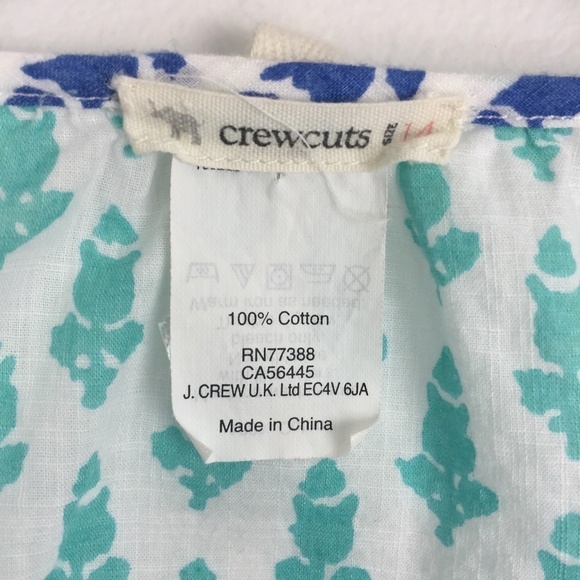 crewcuts SIZE 14
100% Cotton
RN77388
CA56445
J. CREW U.K. Ltd EC4V 6JA
Made in China